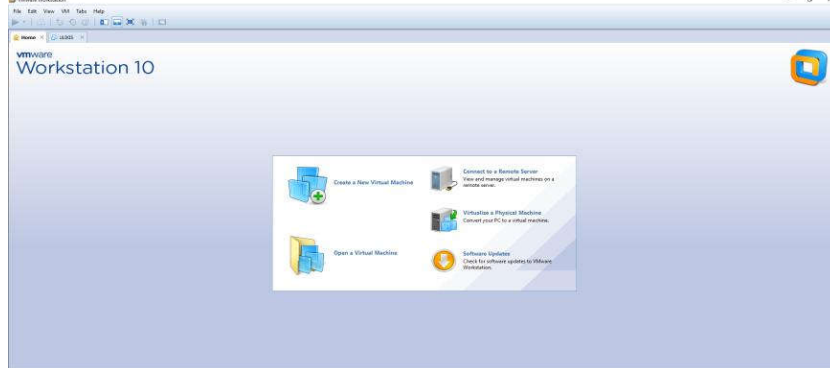 File Edit View VM Tabs Help
Home
vmware
Workstation 10
Create a New Virtual Machine
Connect to a Remote Server
View and manage virtual machines on a
remote server.
Virtualize a Physical Machine
Convert your PC to a virtual machine.
Open a Virtual Machine
Software Updates
Check for software updates to VMware
Workstation.